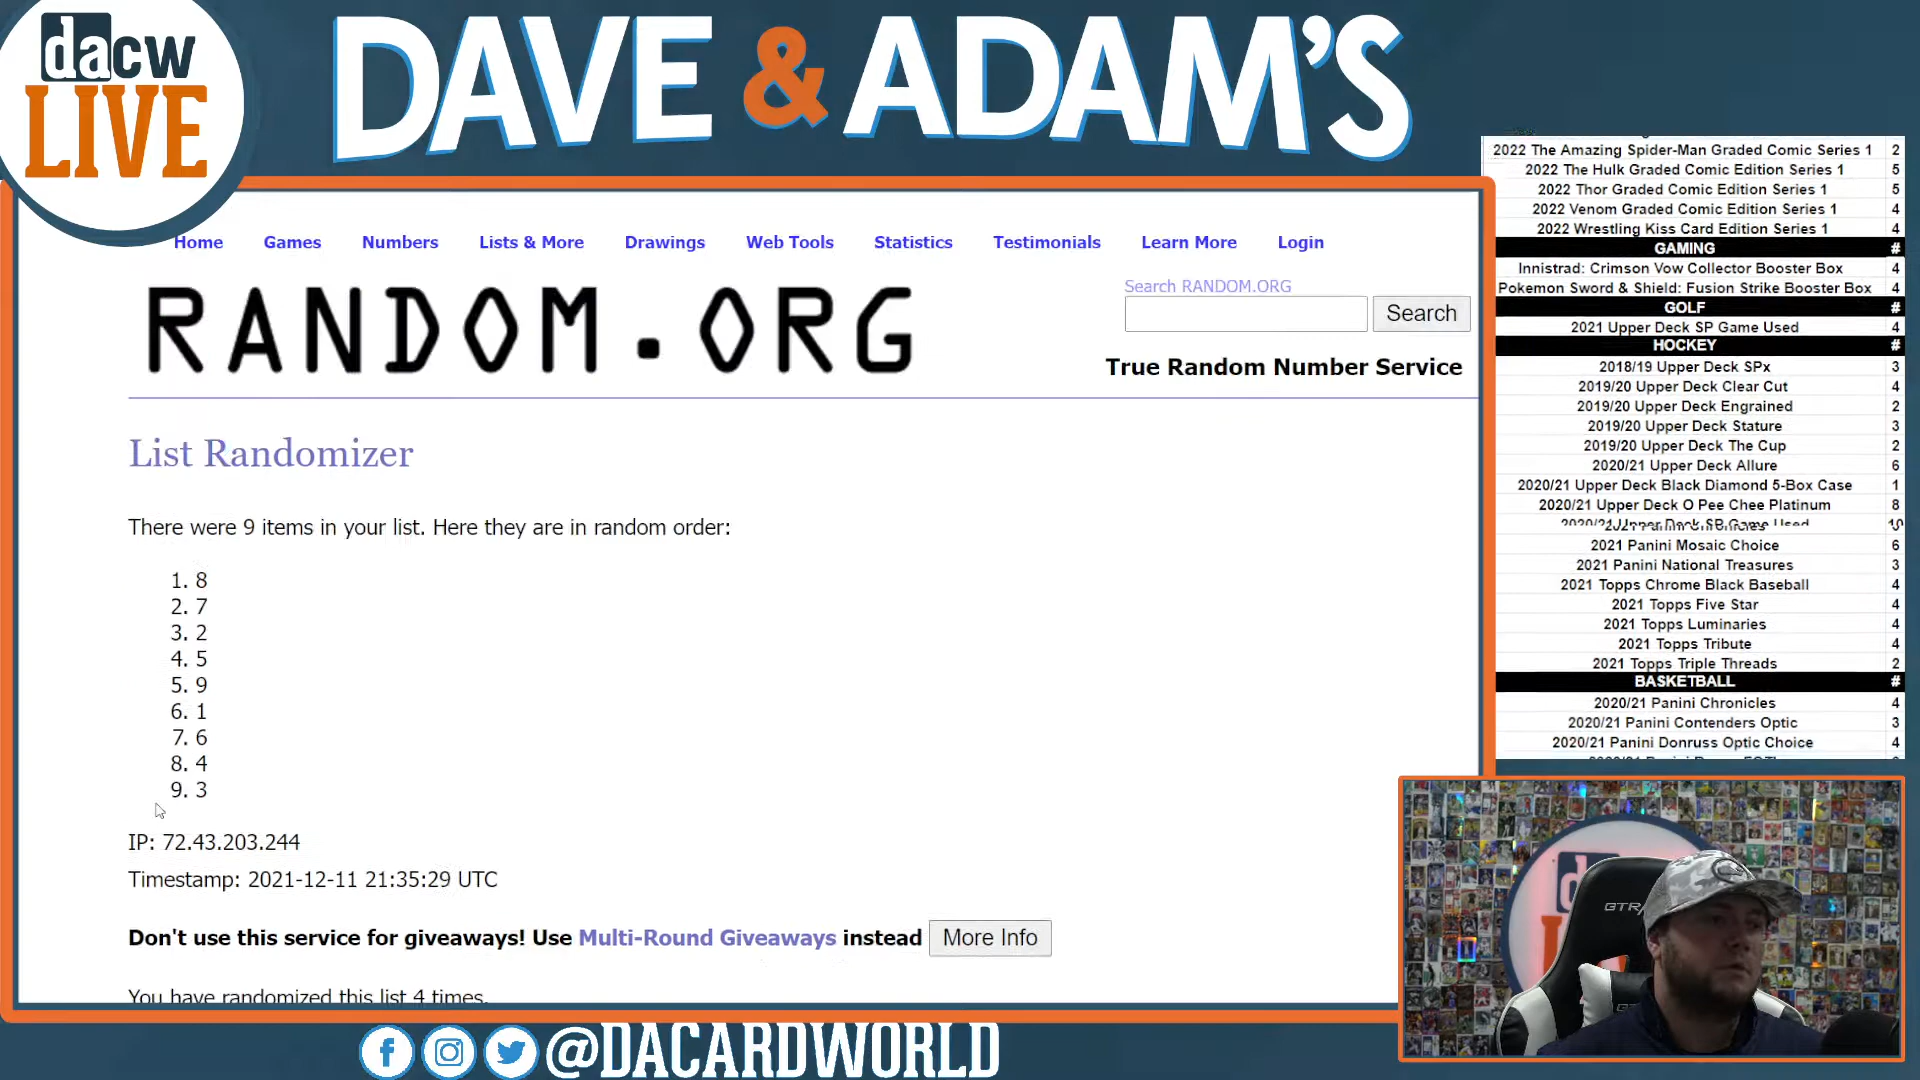 dacw
LIVE
DAVE & ADAM'S
Home Games Numbers Lists & More Drawings Web Tools Statistics Testimonials Learn More Login
RANDOM.ORG
Search RANDOM.ORG
Search
True Random Number Service
List Randomizer
There were 9 items in your list. Here they are in random order:
1. 8
2. 7
3. 2
4. 5
5. 9
6. 1
7. 6
8. 4
9. 3
IP: 72.43.203.244
Timestamp: 2021-12-11 21:35:29 UTC
Don't use this service for giveaways! Use Multi-Round Giveaways instead More Info
You have randomized this list 4 times.
2022 The Amazing Spider-Man Graded Comic Series 1 2
2022 The Hulk Graded Comic Edition Series 1 5
2022 Thor Graded Comic Edition Series 1 5
2022 Venom Graded Comic Edition Series 1 4
2022 Wrestling Kiss Card Edition Series 1 4
GAMING #
Innistrad: Crimson Vow Collector Booster Box 4
Pokemon Sword & Shield: Fusion Strike Booster Box 4
GOLF #
2021 Upper Deck SP Game Used 4
HOCKEY #
2018/19 Upper Deck SPx 3
2019/20 Upper Deck Clear Cut 4
2019/20 Upper Deck Engrained 2
2019/20 Upper Deck Stature 3
2019/20 Upper Deck The Cup 2
2020/21 Upper Deck Allure 6
2020/21 Upper Deck Black Diamond 5-Box Case 1
2020/21 Upper Deck O Pee Chee Platinum 8
2020/21 Upper Deck SP Game Used
2021 Panini Mosaic Choice 6
2021 Panini National Treasures 3
2021 Topps Chrome Black Baseball 4
2021 Topps Five Star 4
2021 Topps Luminaries 4
2021 Topps Tribute 4
2021 Topps Triple Threads 2
BASKETBALL #
2020/21 Panini Chronicles 4
2020/21 Panini Contenders Optic 3
2020/21 Panini Donruss Optic Choice 4
@DACARDWORLD